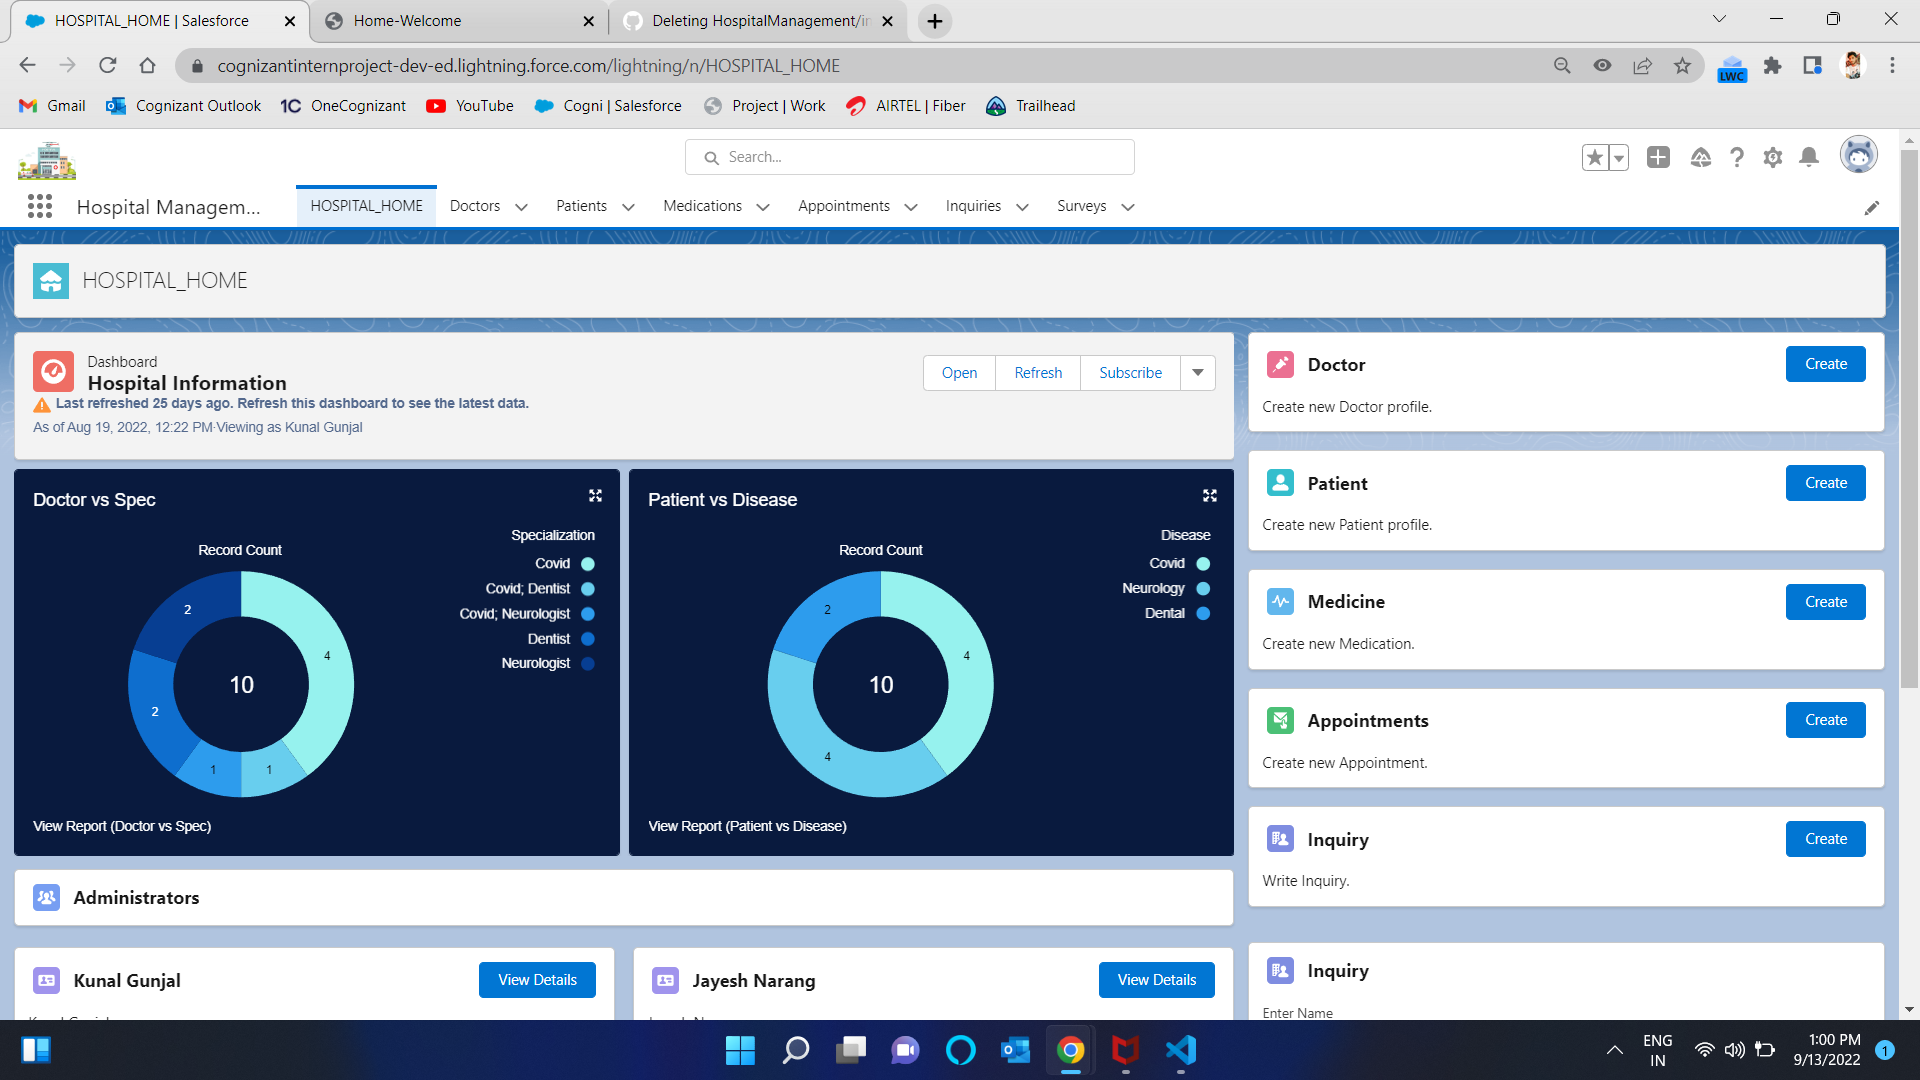 HOSPITAL_HOME | Salesforce
Home-Welcome
Deleting HospitalManagement/in
cognizantinternproject-dev-ed.lightning.force.com/lightning/n/HOSPITAL_HOME
LWC
Gmail
Cognizant Outlook
1C OneCognizant
YouTube
Cogni | Salesforce
Project | Work
AIRTEL | Fiber
Trailhead
Search...
Hospital Managem...
HOSPITAL_HOME
Doctors
Patients
Medications
Appointments
Inquiries
Surveys
HOSPITAL_HOME
Dashboard
Hospital Information
Last refreshed 25 days ago. Refresh this dashboard to see the latest data.
As of Aug 19, 2022, 12:22 PM·Viewing as Kunal Gunjal
Open
Refresh
Subscribe
Doctor vs Spec
Record Count
Specialization
Covid
Covid; Dentist
Covid; Neurologist
Dentist
Neurologist
2
4
10
2
1
1
View Report (Doctor vs Spec)
Patient vs Disease
Record Count
Disease
Covid
Neurology
Dental
2
4
10
4
View Report (Patient vs Disease)
Doctor
Create
Create new Doctor profile.
Patient
Create
Create new Patient profile.
Medicine
Create
Create new Medication.
Appointments
Create
Create new Appointment.
Inquiry
Create
Write Inquiry.
Administrators
Kunal Gunjal
View Details
Jayesh Narang
View Details
Inquiry
Enter Name
ENG
IN
1:00 PM
9/13/2022
1